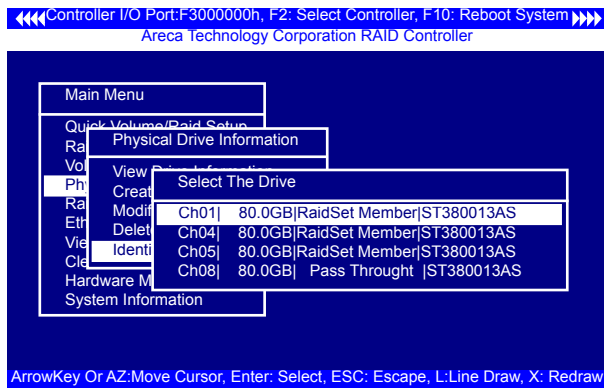 Controller I/O Port:F3000000h, F2: Select Controller, F10: Reboot System
Areca Technology Corporation RAID Controller
Main Menu
Quick Volume/Raid Setup
Ra
Physical Drive Information
Vol
View Drive Information
Phy
Creat
Select The Drive
Ra
Modif
Ch01| 80.0GB|RaidSet Member|ST380013AS
Eth
Delet
Ch04| 80.0GB|RaidSet Member|ST380013AS
Vie
Identi
Ch05| 80.0GB|RaidSet Member|ST380013AS
Cle
Ch08| 80.0GB| Pass Throught |ST380013AS
Hardware M
System Information
ArrowKey Or AZ:Move Cursor, Enter: Select, ESC: Escape, L:Line Draw, X: Redraw